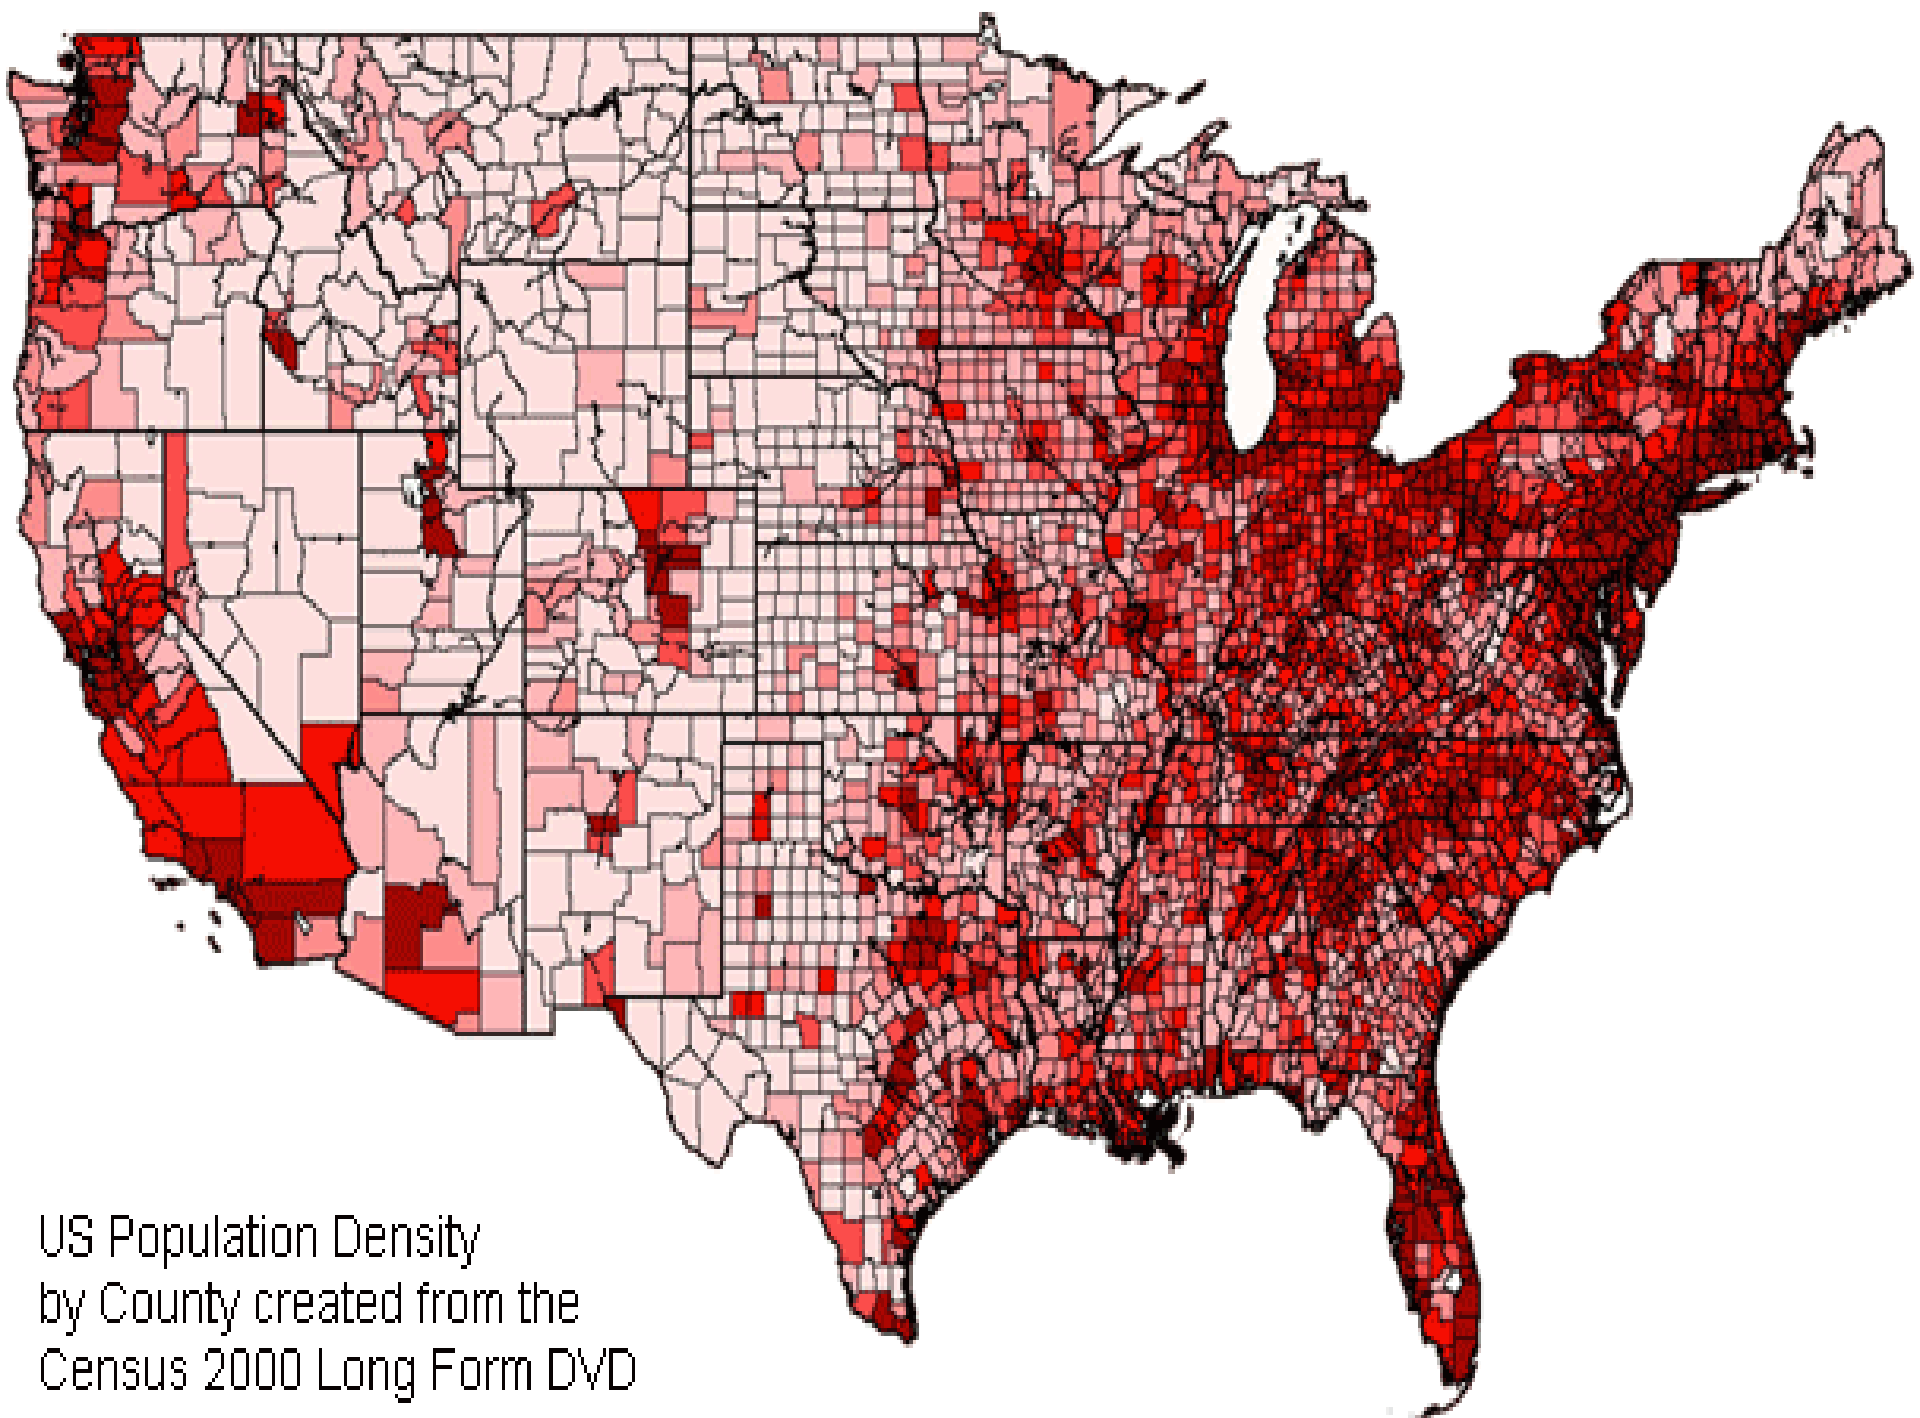 US Population Density
by County created from the
Census 2000 Long Form DVD